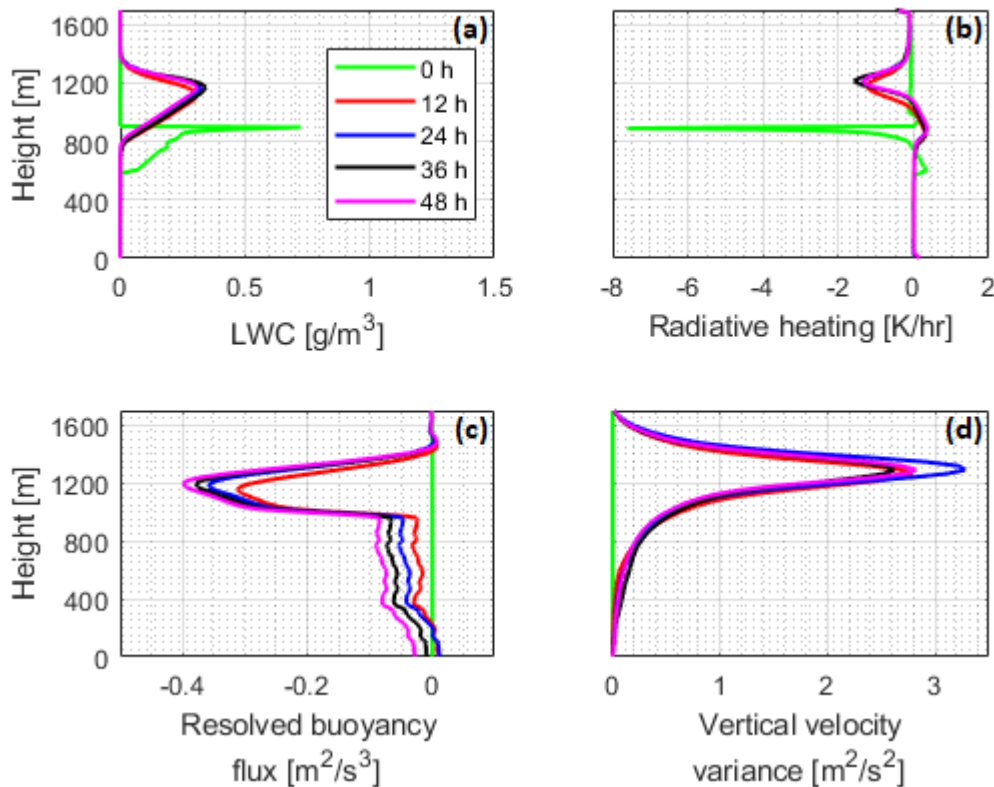 (a)
1600
1200
800
400
0
Height [m]
0 h
12 h
24 h
36 h
48 h
0 0.5 1 1.5
LWC [g/m³]
(b)
-8 -6 -4 -2 0 2
Radiative heating [K/hr]
(c)
1600
1200
800
400
0
Height [m]
-0.4 -0.2 0
Resolved buoyancy
flux [m²/s³]
(d)
0 1 2 3
Vertical velocity
variance [m²/s²]